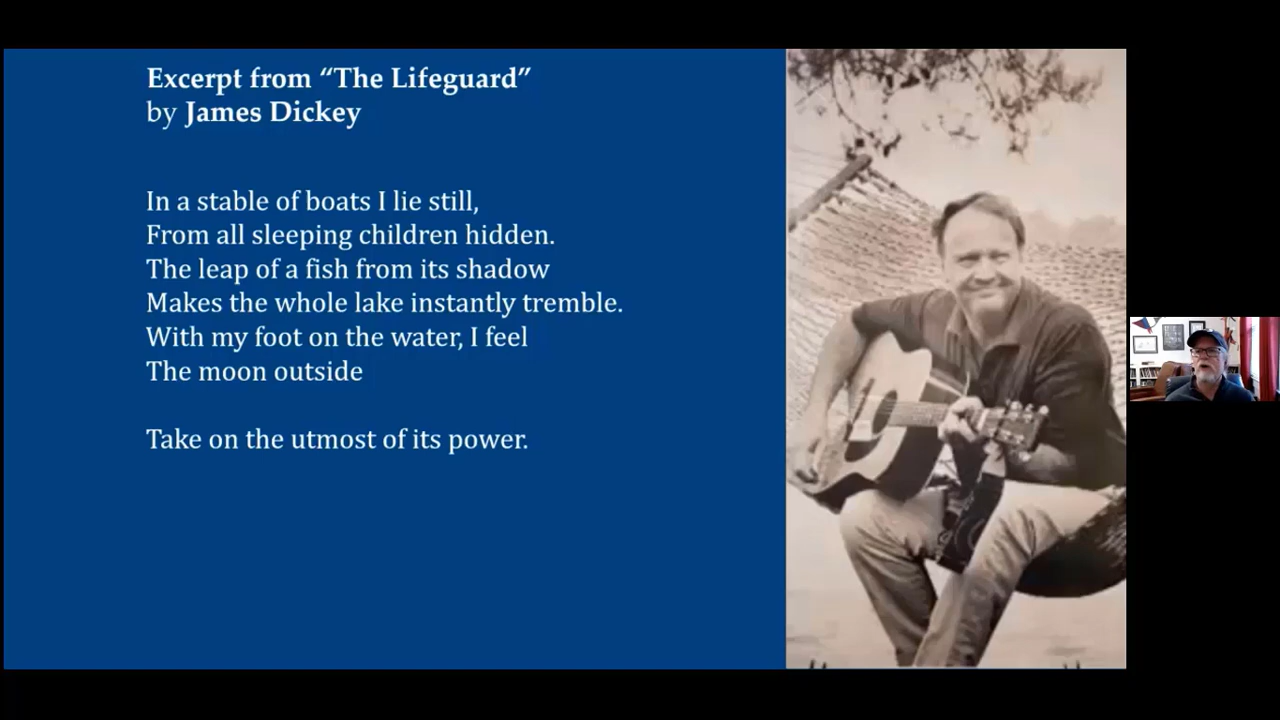 Excerpt from “The Lifeguard”
by James Dickey
In a stable of boats I lie still,
From all sleeping children hidden.
The leap of a fish from its shadow
Makes the whole lake instantly tremble.
With my foot on the water, I feel
The moon outside
Take on the utmost of its power.